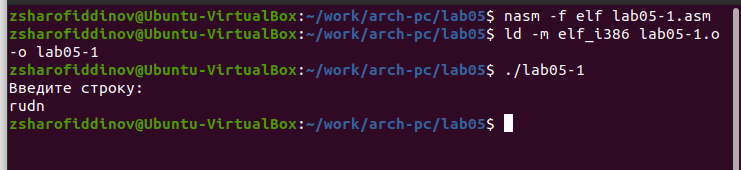 zsharofiddinov@Ubuntu-VirtualBox:~/work/arch-pc/lab05$ nasm -f elf lab05-1.asm
zsharofiddinov@Ubuntu-VirtualBox:~/work/arch-pc/lab05$ ld -m elf_i386 lab05-1.o
-o lab05-1
zsharofiddinov@Ubuntu-VirtualBox:~/work/arch-pc/lab05$ ./lab05-1
Введите строку:
rudn
zsharofiddinov@Ubuntu-VirtualBox:~/work/arch-pc/lab05$